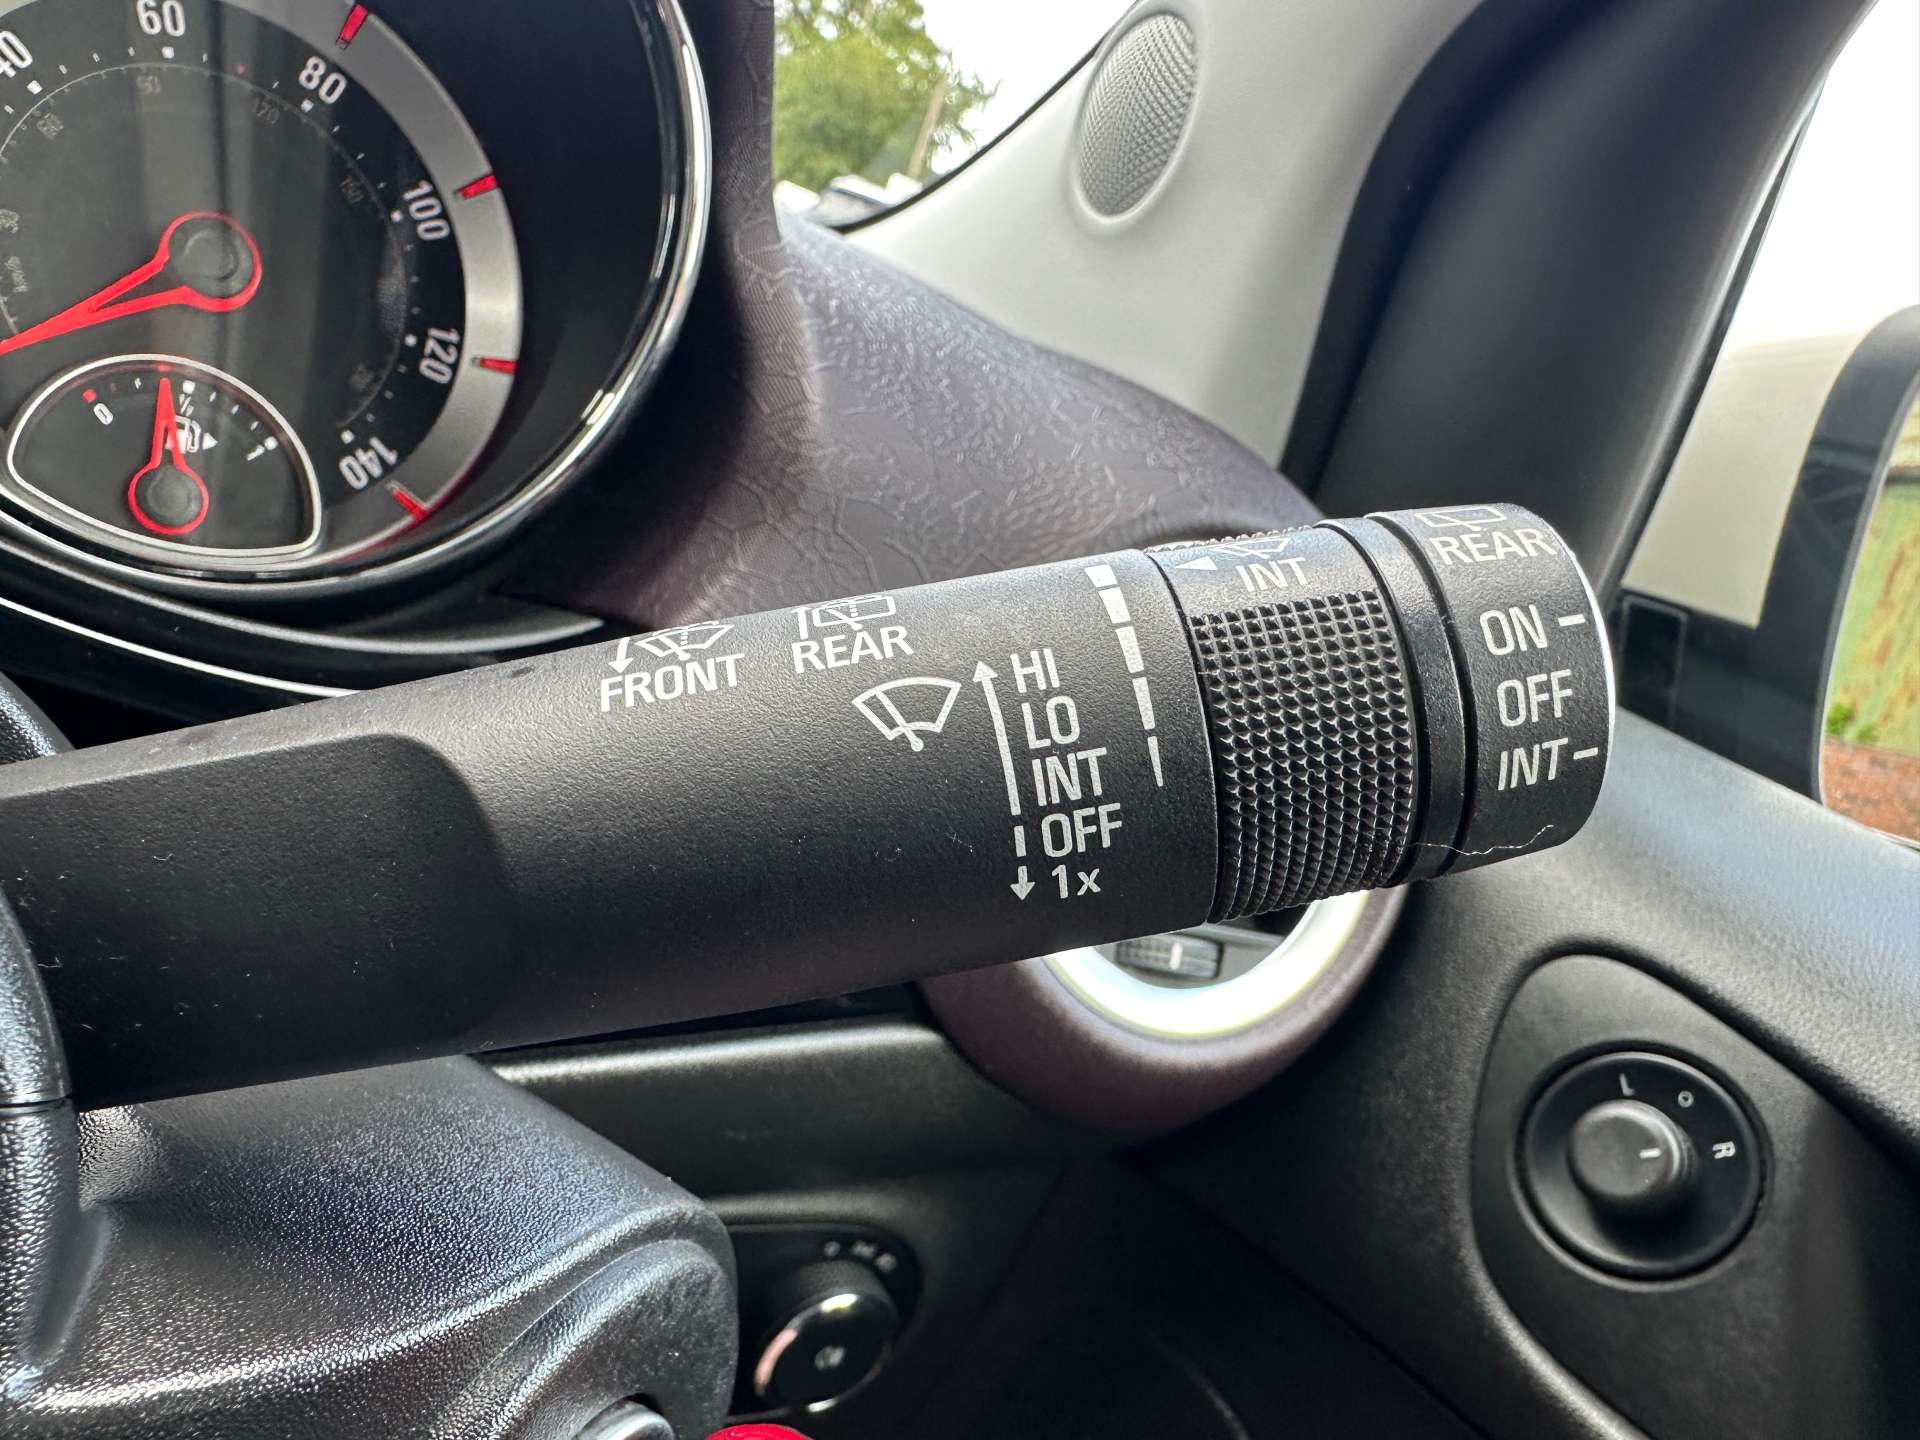 40
60
80
100
120
140
0
½
1
FRONT
REAR
HI
LO
INT
OFF
1x
INT
REAR
ON
OFF
INT
L
O
R